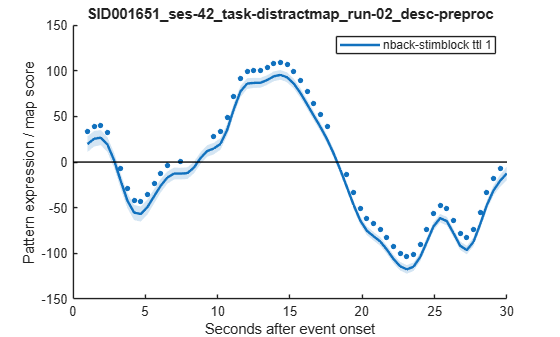 SID001651_ses-42_task-distractmap_run-02_desc-preproc
nback-stimblock ttl 1
Pattern expression / map score
150
100
50
0
-50
-100
-150
0 5 10 15 20 25 30
Seconds after event onset